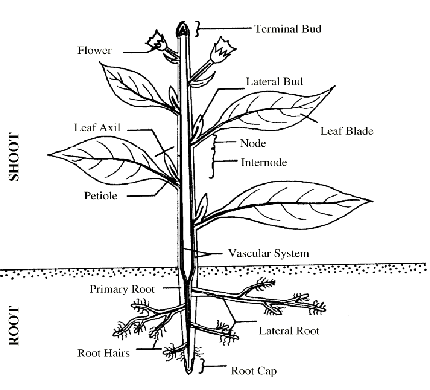 Terminal Bud
Flower
Lateral Bud
Leaf Axil
Leaf Blade
Node
Internode
Petiole
SHOOT
Vascular System
Primary Root
Lateral Root
ROOT
Root Hairs
Root Cap